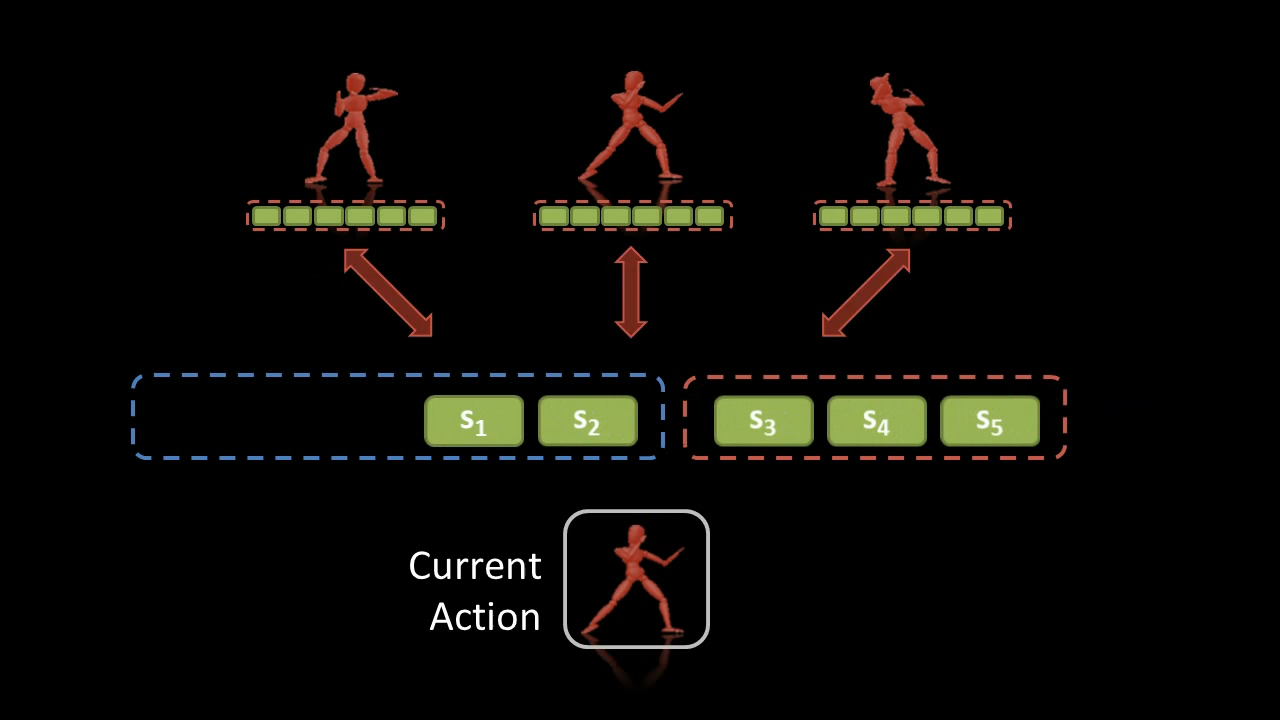 s₁ s₂ s₃ s₄ s₅
Current
Action